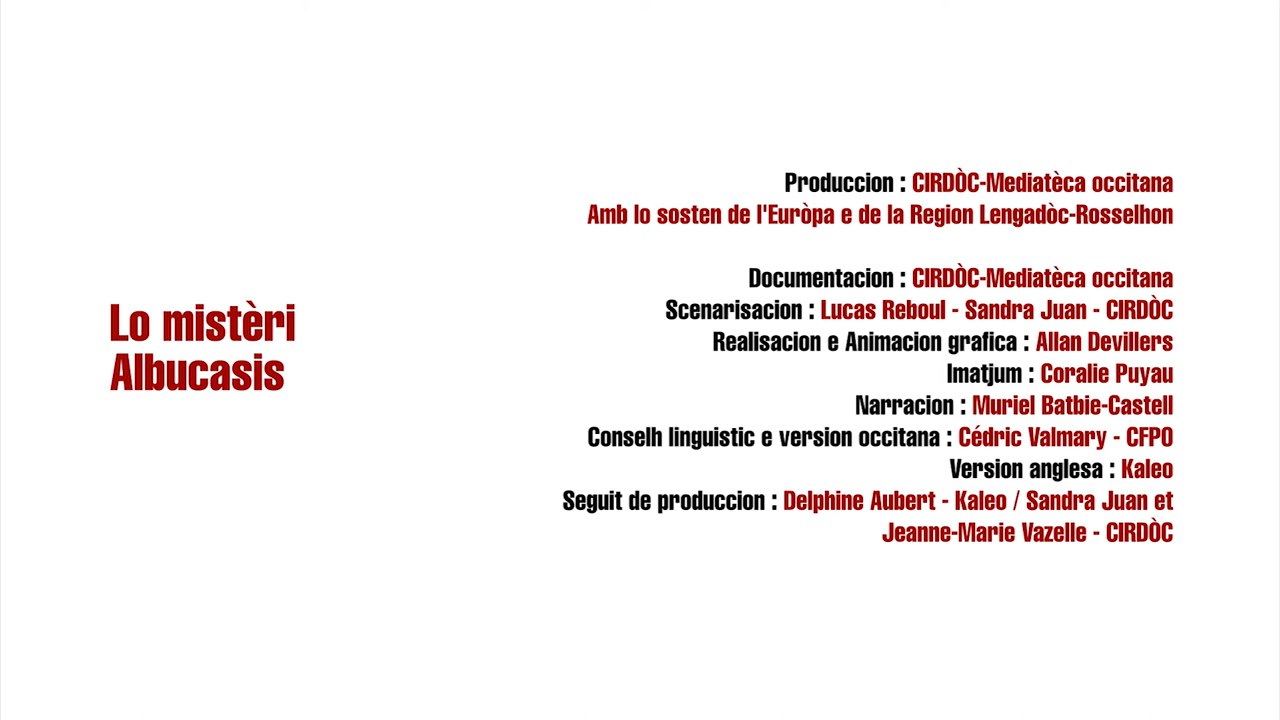 Lo mistèri
Albucasis
Produccion : CIRDÒC-Mediatèca occitana
Amb lo sosten de l'Euròpa e de la Region Lengadòc-Rosselhon
Documentacion : CIRDÒC-Mediatèca occitana
Scenarisacion : Lucas Reboul - Sandra Juan - CIRDÒC
Realisacion e Animacion grafica : Allan Devillers
Imatjum : Coralie Puyau
Narracion : Muriel Batbie-Castell
Conselh linguistic e version occitana : Cédric Valmary - CFPO
Version anglesa : Kaleo
Seguit de produccion : Delphine Aubert - Kaleo / Sandra Juan et
Jeanne-Marie Vazelle - CIRDÒC